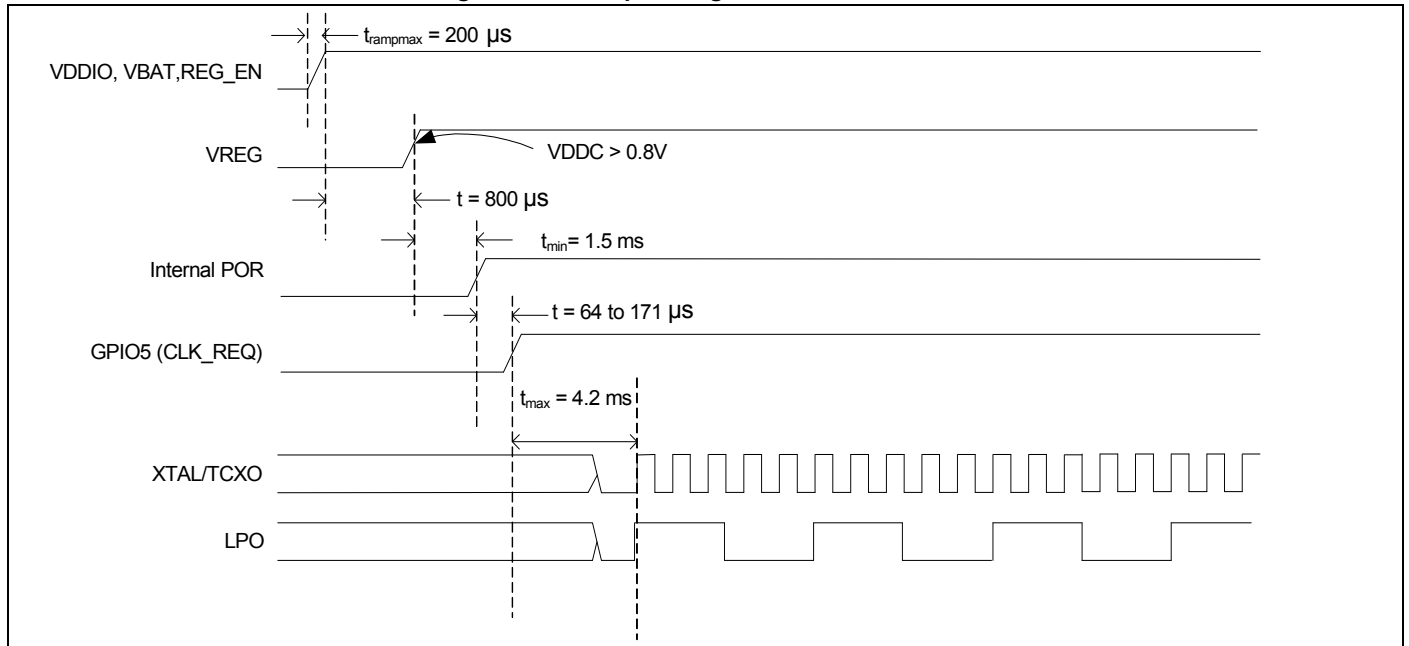 t_rampmax = 200 µs
VDDIO, VBAT,REG_EN
VREG
VDDC > 0.8V
t = 800 µs
t_min= 1.5 ms
Internal POR
t = 64 to 171 µs
GPIO5 (CLK_REQ)
t_max = 4.2 ms
XTAL/TCXO
LPO